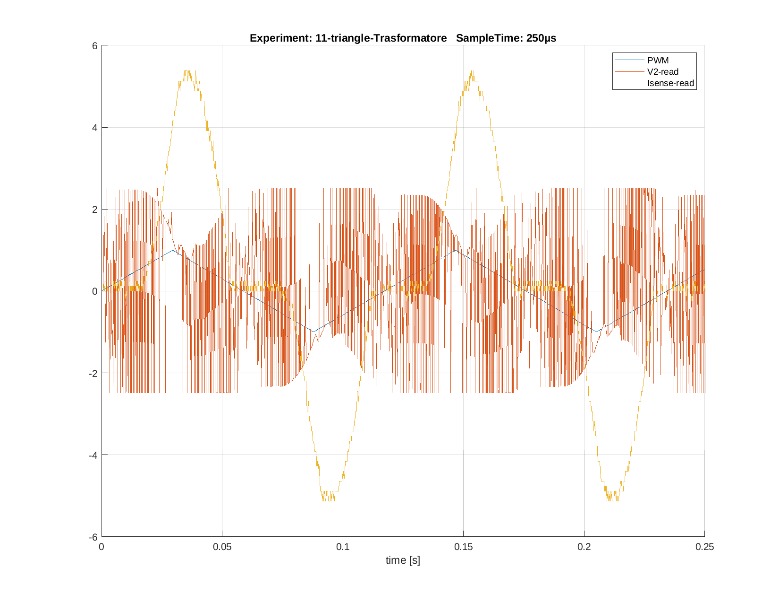 Experiment: 11-triangle-Trasformatore   SampleTime: 250µs
6
4
2
0
-2
-4
-6
PWM
V2-read
Isense-read
0
0.05
0.1
0.15
0.2
0.25
time [s]